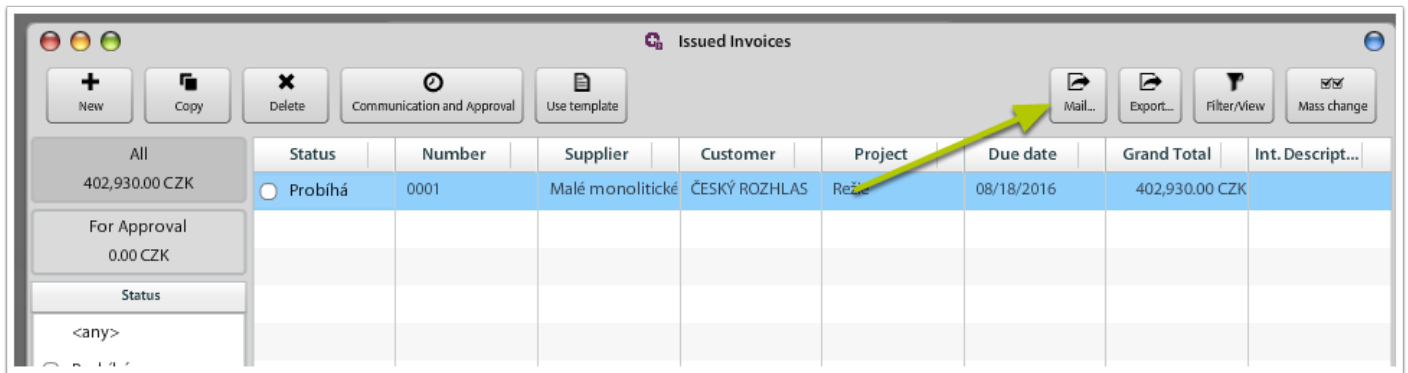 Issued Invoices
New
Copy
Delete
Communication and Approval
Use template
Mail...
Export...
Filter/View
Mass change
All
402,930.00 CZK
For Approval
0.00 CZK
Status
<any>
Status Number Supplier Customer Project Due date Grand Total Int. Descript...
Probíhá 0001 Malé monolitické ČESKÝ ROZHLAS Režie 08/18/2016 402,930.00 CZK